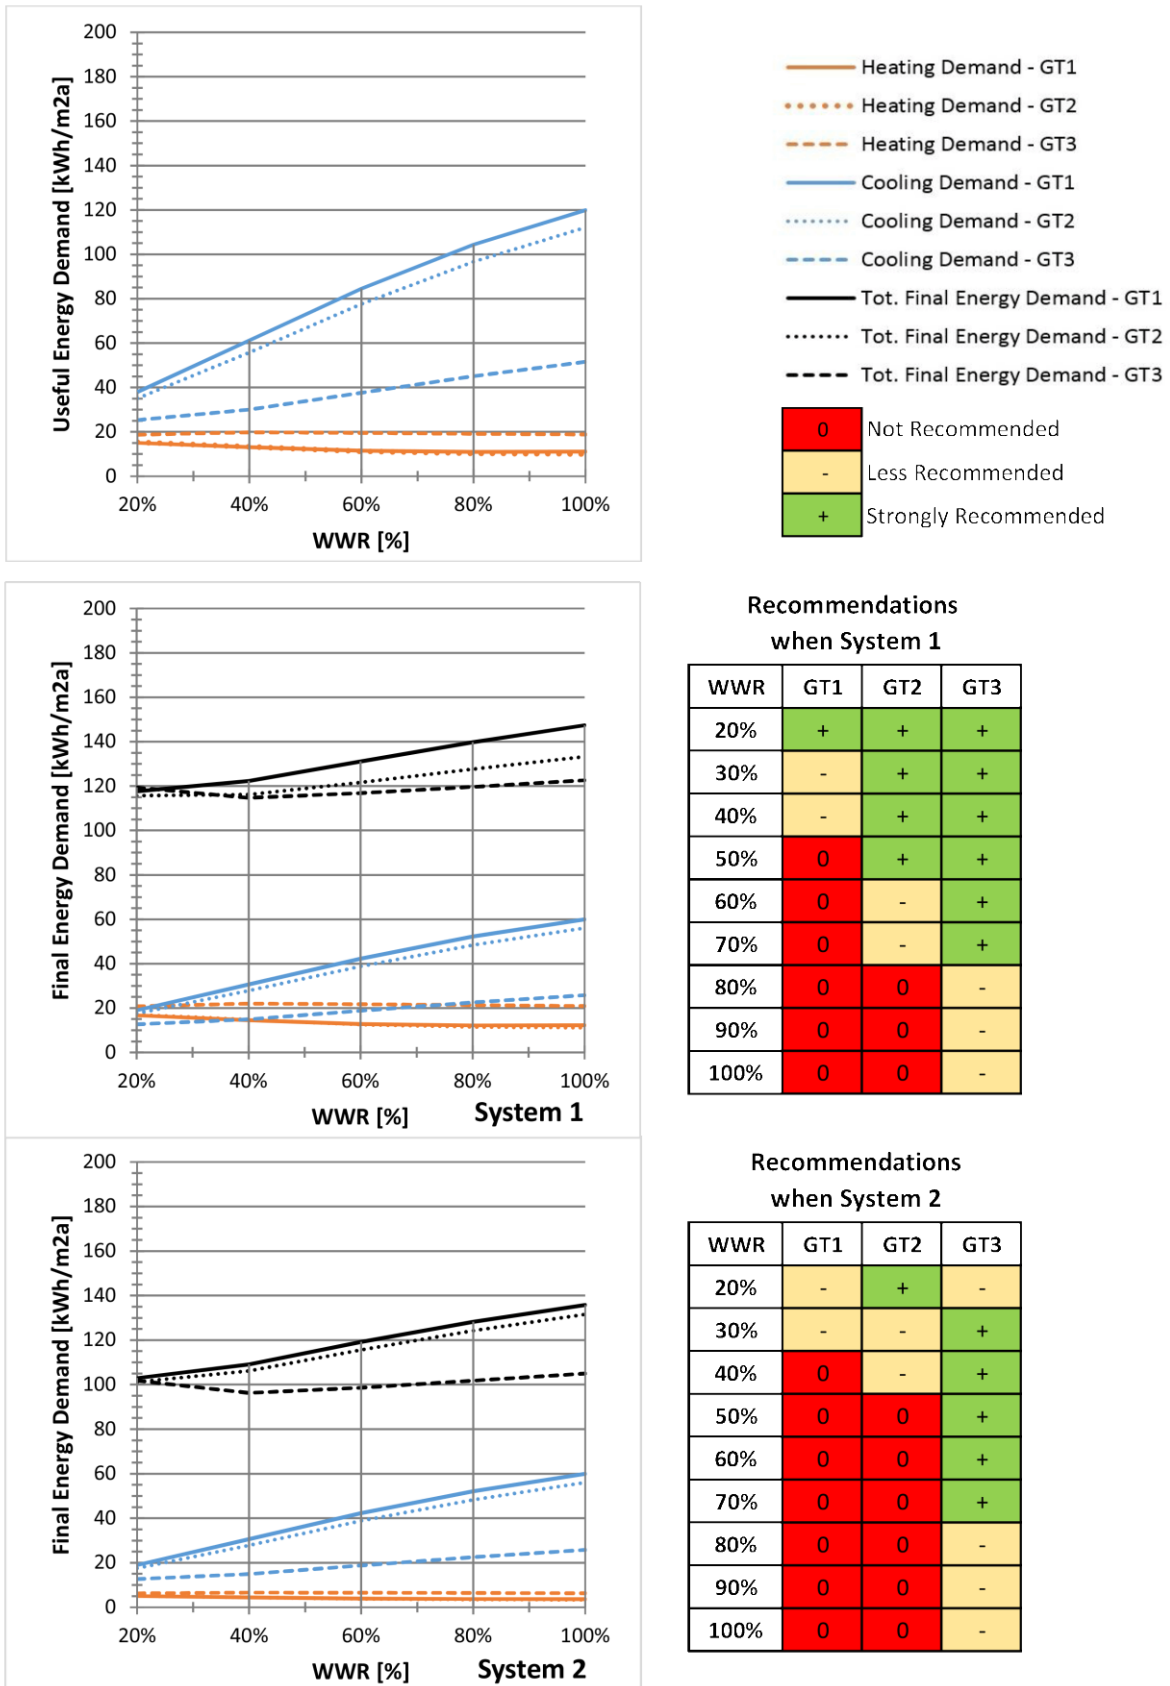 200
180
160
140
120
100
80
60
40
20
0
20% 40% 60% 80% 100%
Useful Energy Demand [kWh/m2a]
WWR [%]
Heating Demand - GT1
Heating Demand - GT2
Heating Demand - GT3
Cooling Demand - GT1
Cooling Demand - GT2
Cooling Demand - GT3
Tot. Final Energy Demand - GT1
Tot. Final Energy Demand - GT2
Tot. Final Energy Demand - GT3
0 Not Recommended
- Less Recommended
+ Strongly Recommended
200
180
160
140
120
100
80
60
40
20
0
20% 40% 60% 80% 100%
Final Energy Demand [kWh/m2a]
WWR [%] System 1
Recommendations
when System 1
WWR GT1 GT2 GT3
20% + + +
30% - + +
40% - + +
50% 0 + +
60% 0 - +
70% 0 - +
80% 0 0 -
90% 0 0 -
100% 0 0 -
200
180
160
140
120
100
80
60
40
20
0
20% 40% 60% 80% 100%
Final Energy Demand [kWh/m2a]
WWR [%] System 2
Recommendations
when System 2
WWR GT1 GT2 GT3
20% - + -
30% - - +
40% 0 - +
50% 0 0 +
60% 0 0 +
70% 0 0 +
80% 0 0 -
90% 0 0 -
100% 0 0 -